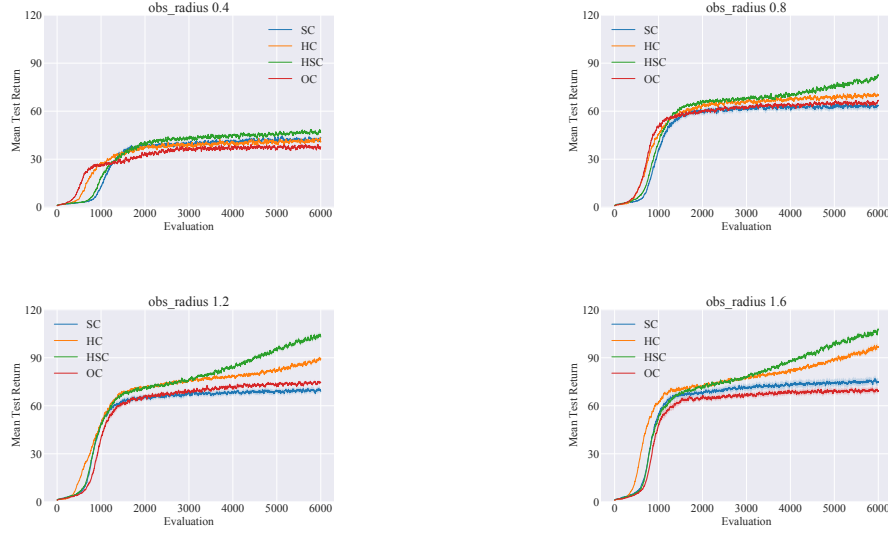 obs_radius 0.4
120
90
60
30
0
Mean Test Return
SC
HC
HSC
OC
0 1000 2000 3000 4000 5000 6000
Evaluation
obs_radius 0.8
120
90
60
30
0
Mean Test Return
SC
HC
HSC
OC
0 1000 2000 3000 4000 5000 6000
Evaluation
obs_radius 1.2
120
90
60
30
0
Mean Test Return
SC
HC
HSC
OC
0 1000 2000 3000 4000 5000 6000
Evaluation
obs_radius 1.6
120
90
60
30
0
Mean Test Return
SC
HC
HSC
OC
0 1000 2000 3000 4000 5000 6000
Evaluation